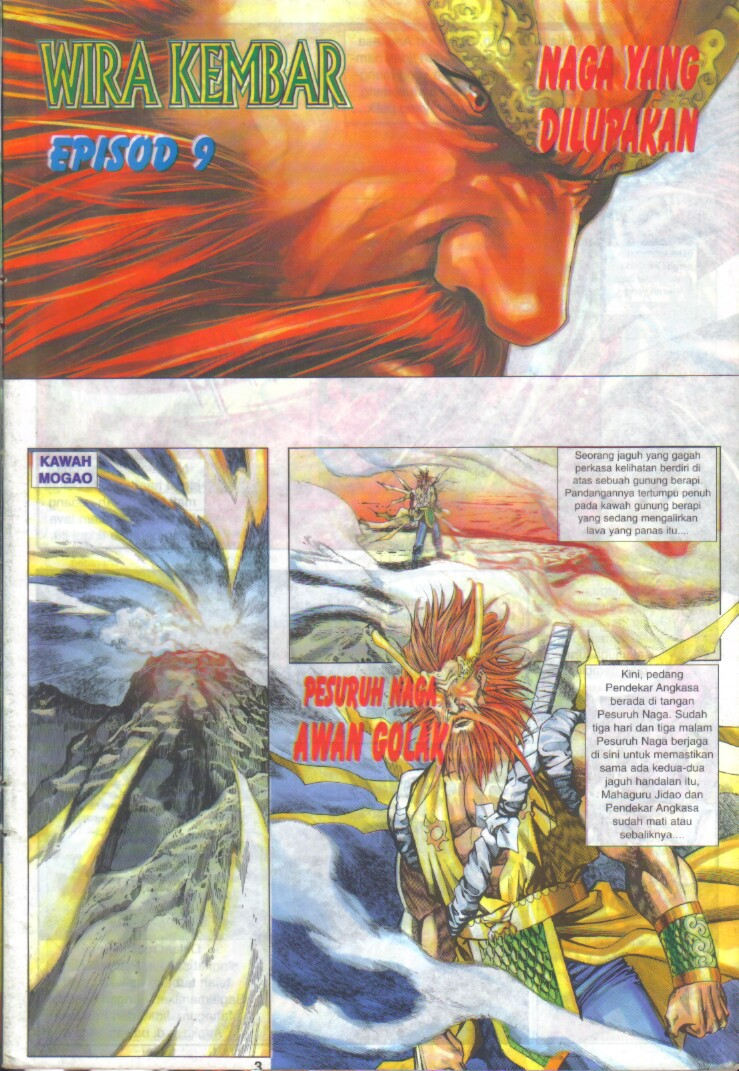 WIRA KEMBAR
EPISOD 9
NAGA YANG
DILUPAKAN
KAWAH
MOGAO
Seorang jaguh yang gagah
perkasa kelihatan berdiri di
atas sebuah gunung berapi.
Pandangannya tertumpu penuh
pada kawah gunung berapi
yang sedang mengalirkan
lava yang panas itu....
PESURUH NAGA
AWAN GOLAK
Kini, pedang
Pendekar Angkasa
berada di tangan
Pesuruh Naga. Sudah
tiga hari dan tiga malam
Pesuruh Naga berjaga
di sini untuk memastikan
sama ada kedua-dua
jaguh handalan itu,
Mahaguru Jidao dan
Pendekar Angkasa
sudah mati atau
sebaliknya....
3